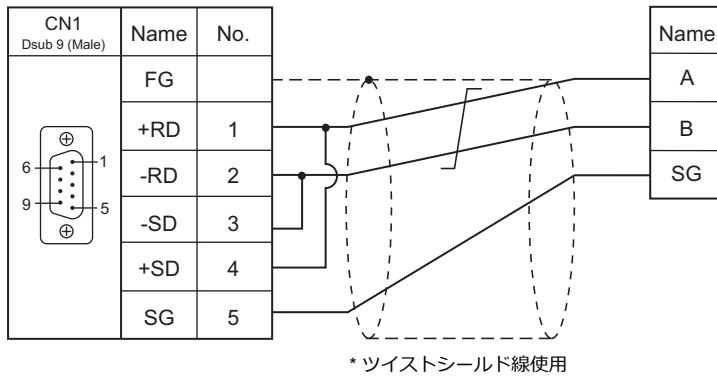 CN1
Dsub 9 (Male)
Name No.
FG
+RD 1
-RD 2
-SD 3
+SD 4
SG 5
6
1
9
5
Name
A
B
SG
* ツイストシールド線使用